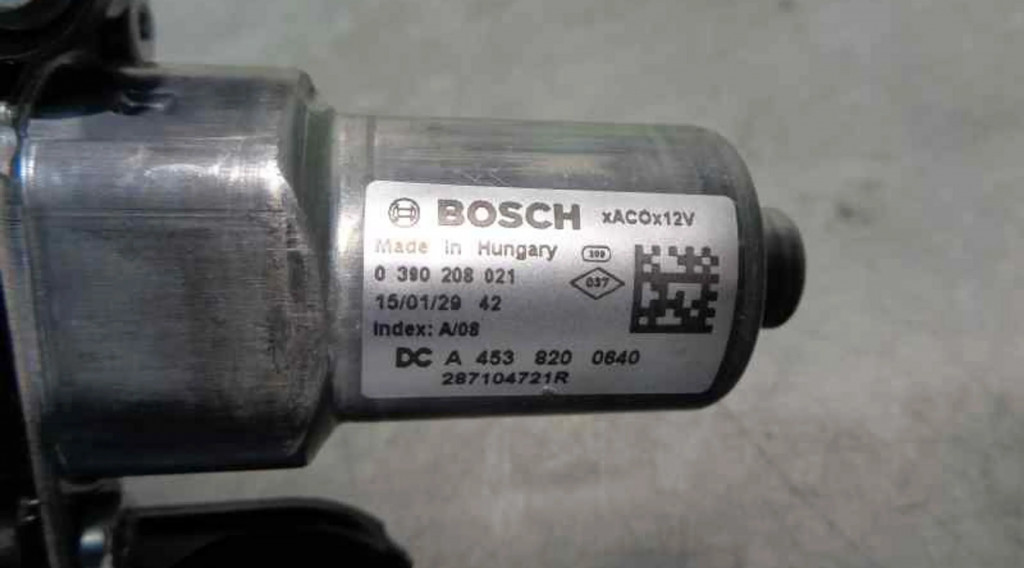 BOSCH xACOx12V
Made in Hungary
0 390 208 021
037
15/01/29 42
Index: A/08
DC A 453 820 0640
287104721R